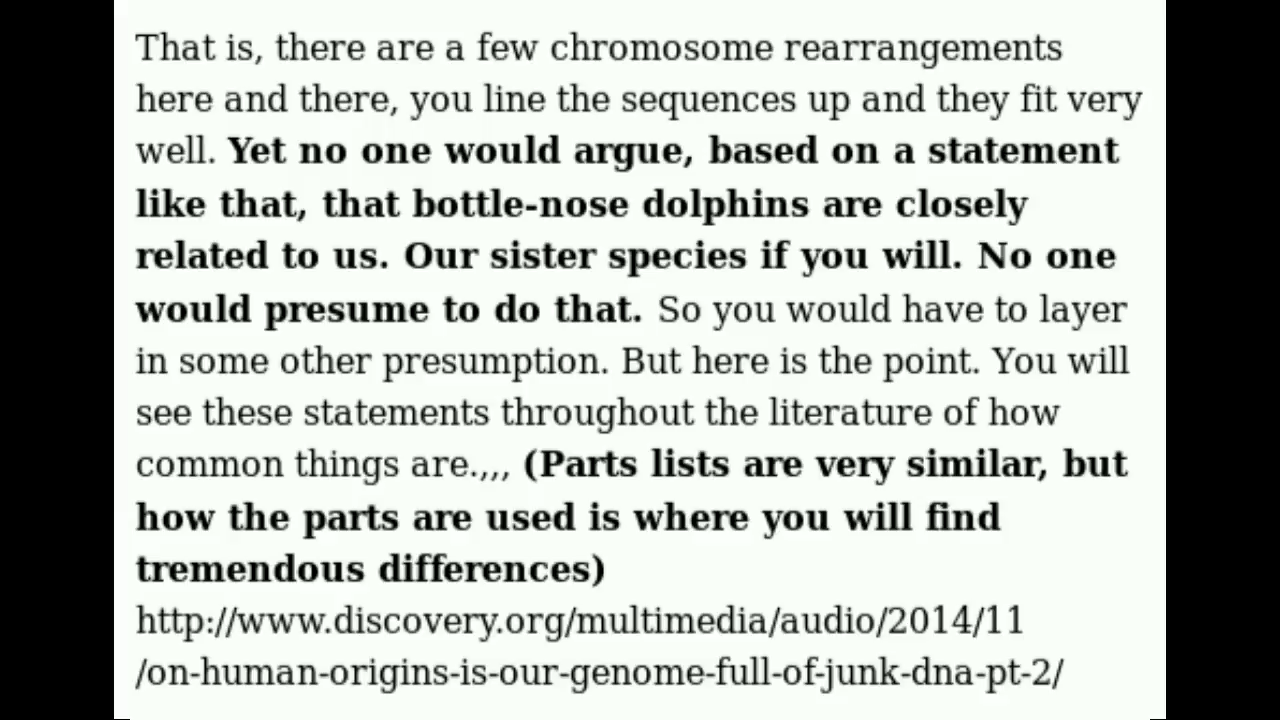 That is, there are a few chromosome rearrangements
here and there, you line the sequences up and they fit very
well. Yet no one would argue, based on a statement
like that, that bottle-nose dolphins are closely
related to us. Our sister species if you will. No one
would presume to do that. So you would have to layer
in some other presumption. But here is the point. You will
see these statements throughout the literature of how
common things are.,,, (Parts lists are very similar, but
how the parts are used is where you will find
tremendous differences)
http://www.discovery.org/multimedia/audio/2014/11
/on-human-origins-is-our-genome-full-of-junk-dna-pt-2/